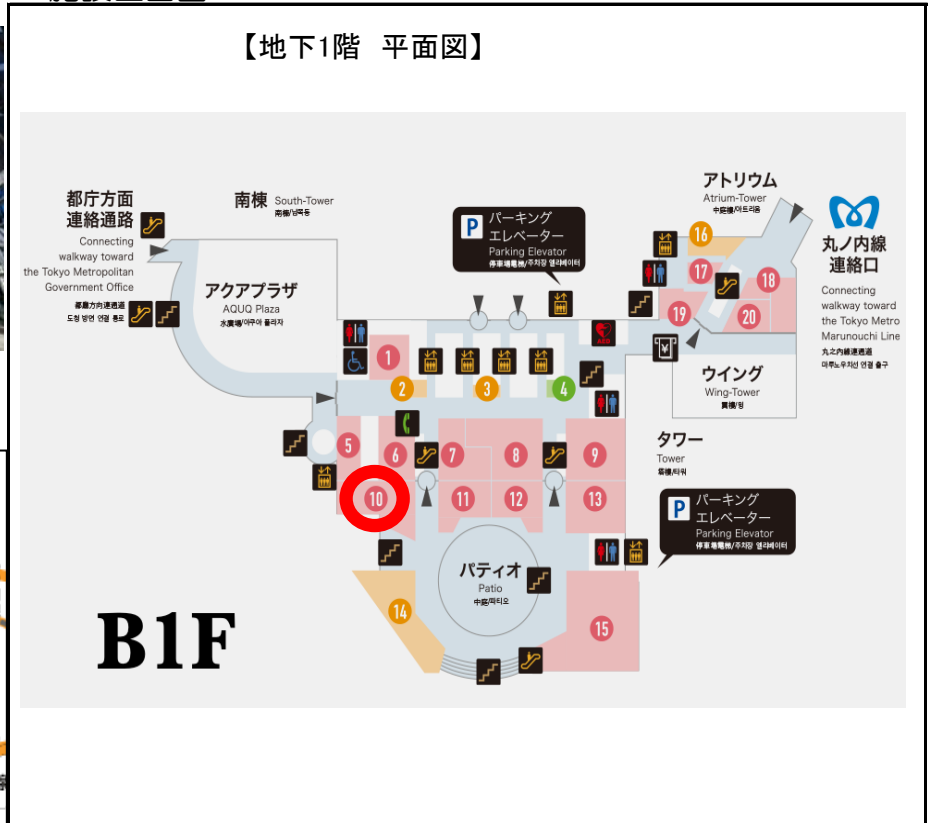 【地下1階 平面図】
都庁方面
連絡通路
Connecting
walkway toward
the Tokyo Metropolitan
Government Office
南棟 South-Tower
アクアプラザ
AQUQ Plaza
P パーキング
エレベーター
Parking Elevator
アトリウム
Atrium-Tower
丸ノ内線
連絡口
Connecting
walkway toward
the Tokyo Metro
Marunouchi Line
16
17
18
19
20
ウイング
Wing-Tower
AED
¥
1
2
3
4
タワー
Tower
5
6
7
8
9
10
11
12
13
P パーキング
エレベーター
Parking Elevator
パティオ
Patio
14
15
B1F